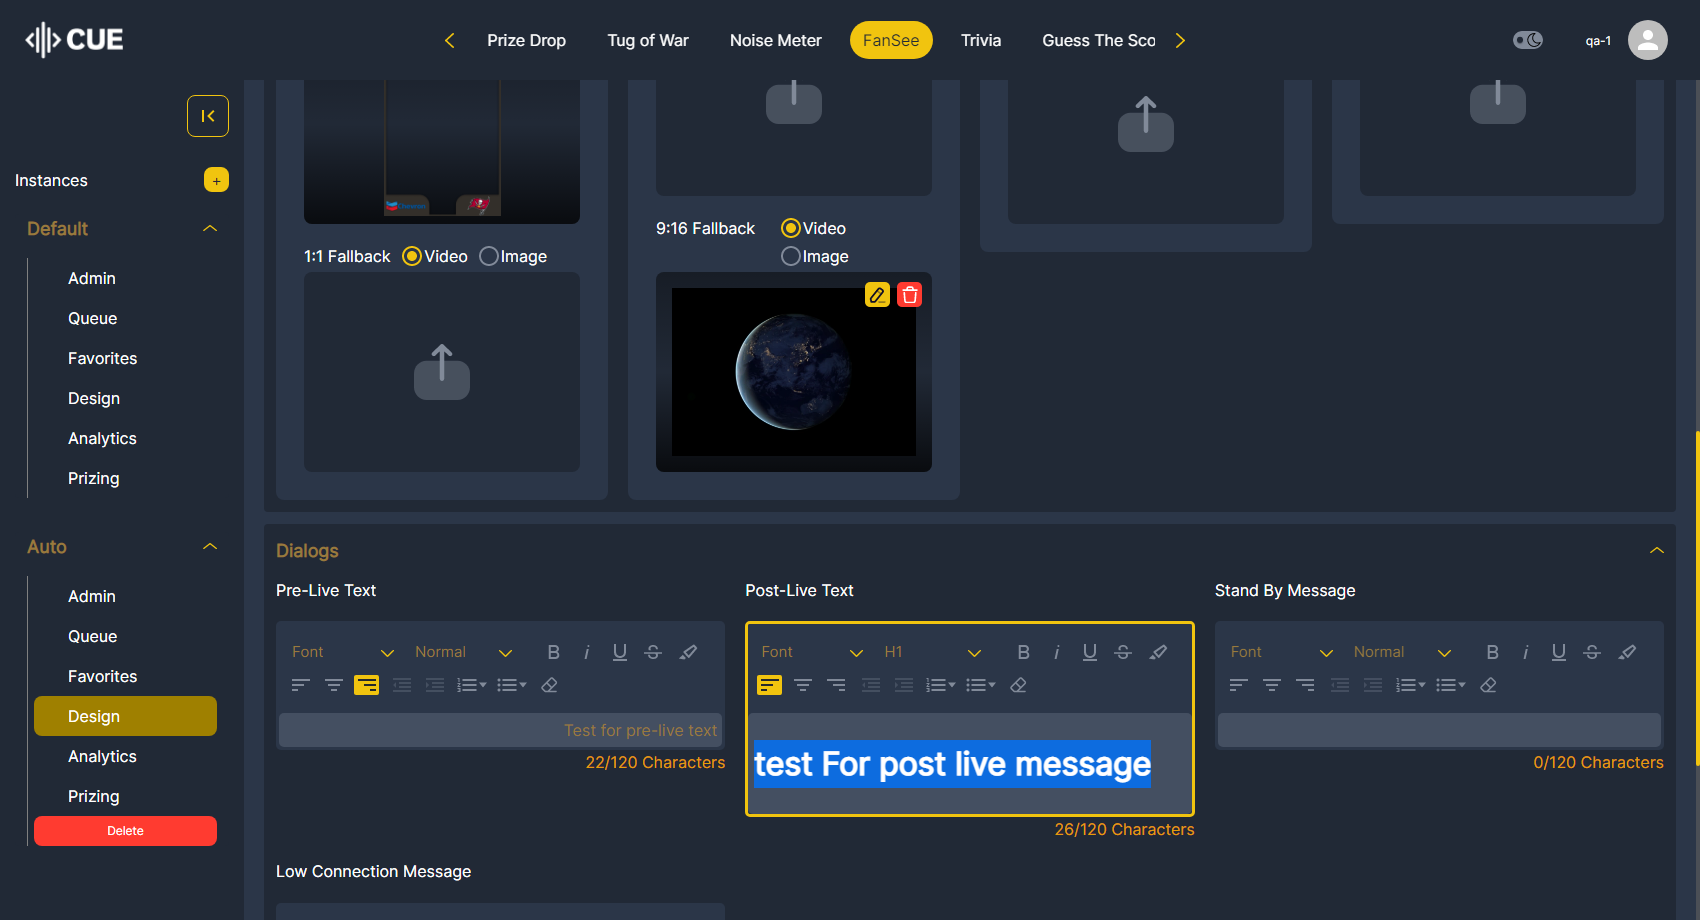 CUE
Prize Drop
Tug of War
Noise Meter
FanSee
Trivia
Guess The Sco
qa-1
Instances
+
Default
Admin
Queue
Favorites
Design
Analytics
Prizing
Auto
Admin
Queue
Favorites
Design
Analytics
Prizing
Delete
1:1 Fallback Video Image
9:16 Fallback Video
Image
Dialogs
Pre-Live Text
Font Normal B i U S
Test for pre-live text
22/120 Characters
Post-Live Text
Font H1 B i U S
test For post live message
26/120 Characters
Stand By Message
Font Normal B i U S
0/120 Characters
Low Connection Message